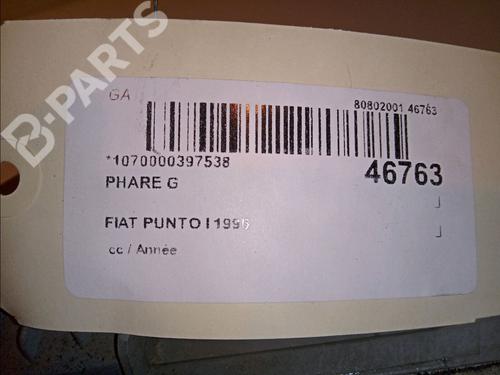 B-PARTS
GA
80802001 46763
*1070000397538
46763
PHARE G
FIAT PUNTO I 1996
cc / Année